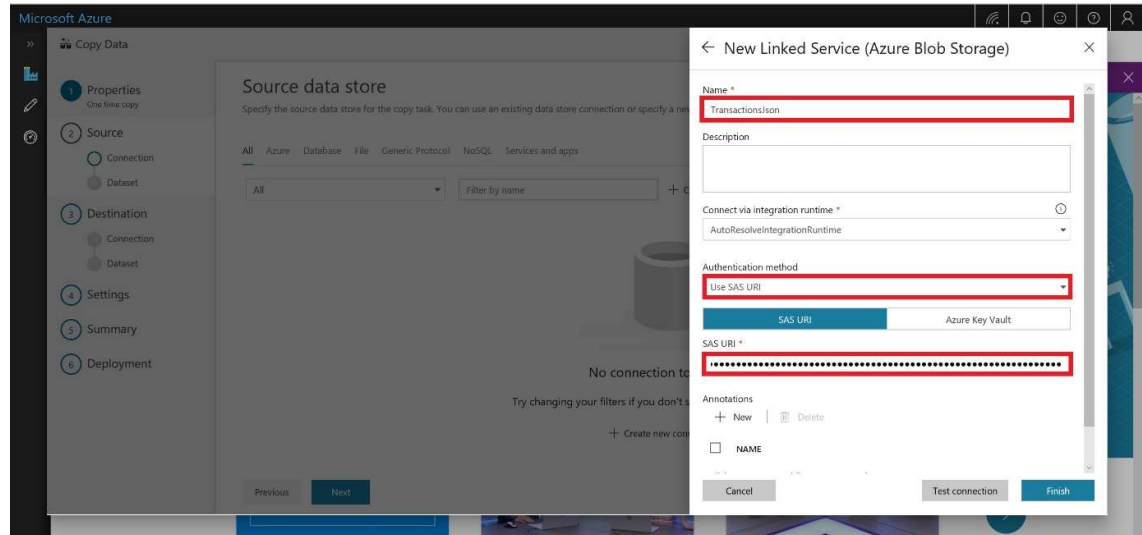 Microsoft Azure
Copy Data
1 Properties
One time copy
2 Source
Connection
Dataset
3 Destination
Connection
Dataset
4 Settings
5 Summary
6 Deployment
Source data store
Specify the source data store for the copy task. You can use an existing data store connection or specify a ne
All Azure Database File Generic Protocol NoSQL Services and apps
All
Filter by name
+ C
No connection to
Try changing your filters if you don't s
+ Create new con
Previous
Next
← New Linked Service (Azure Blob Storage)
Name *
TransactionsJson
Description
Connect via integration runtime *
AutoResolveIntegrationRuntime
Authentication method
Use SAS URI
SAS URI
Azure Key Vault
SAS URI *
Annotations
+ New
Delete
NAME
Cancel
Test connection
Finish